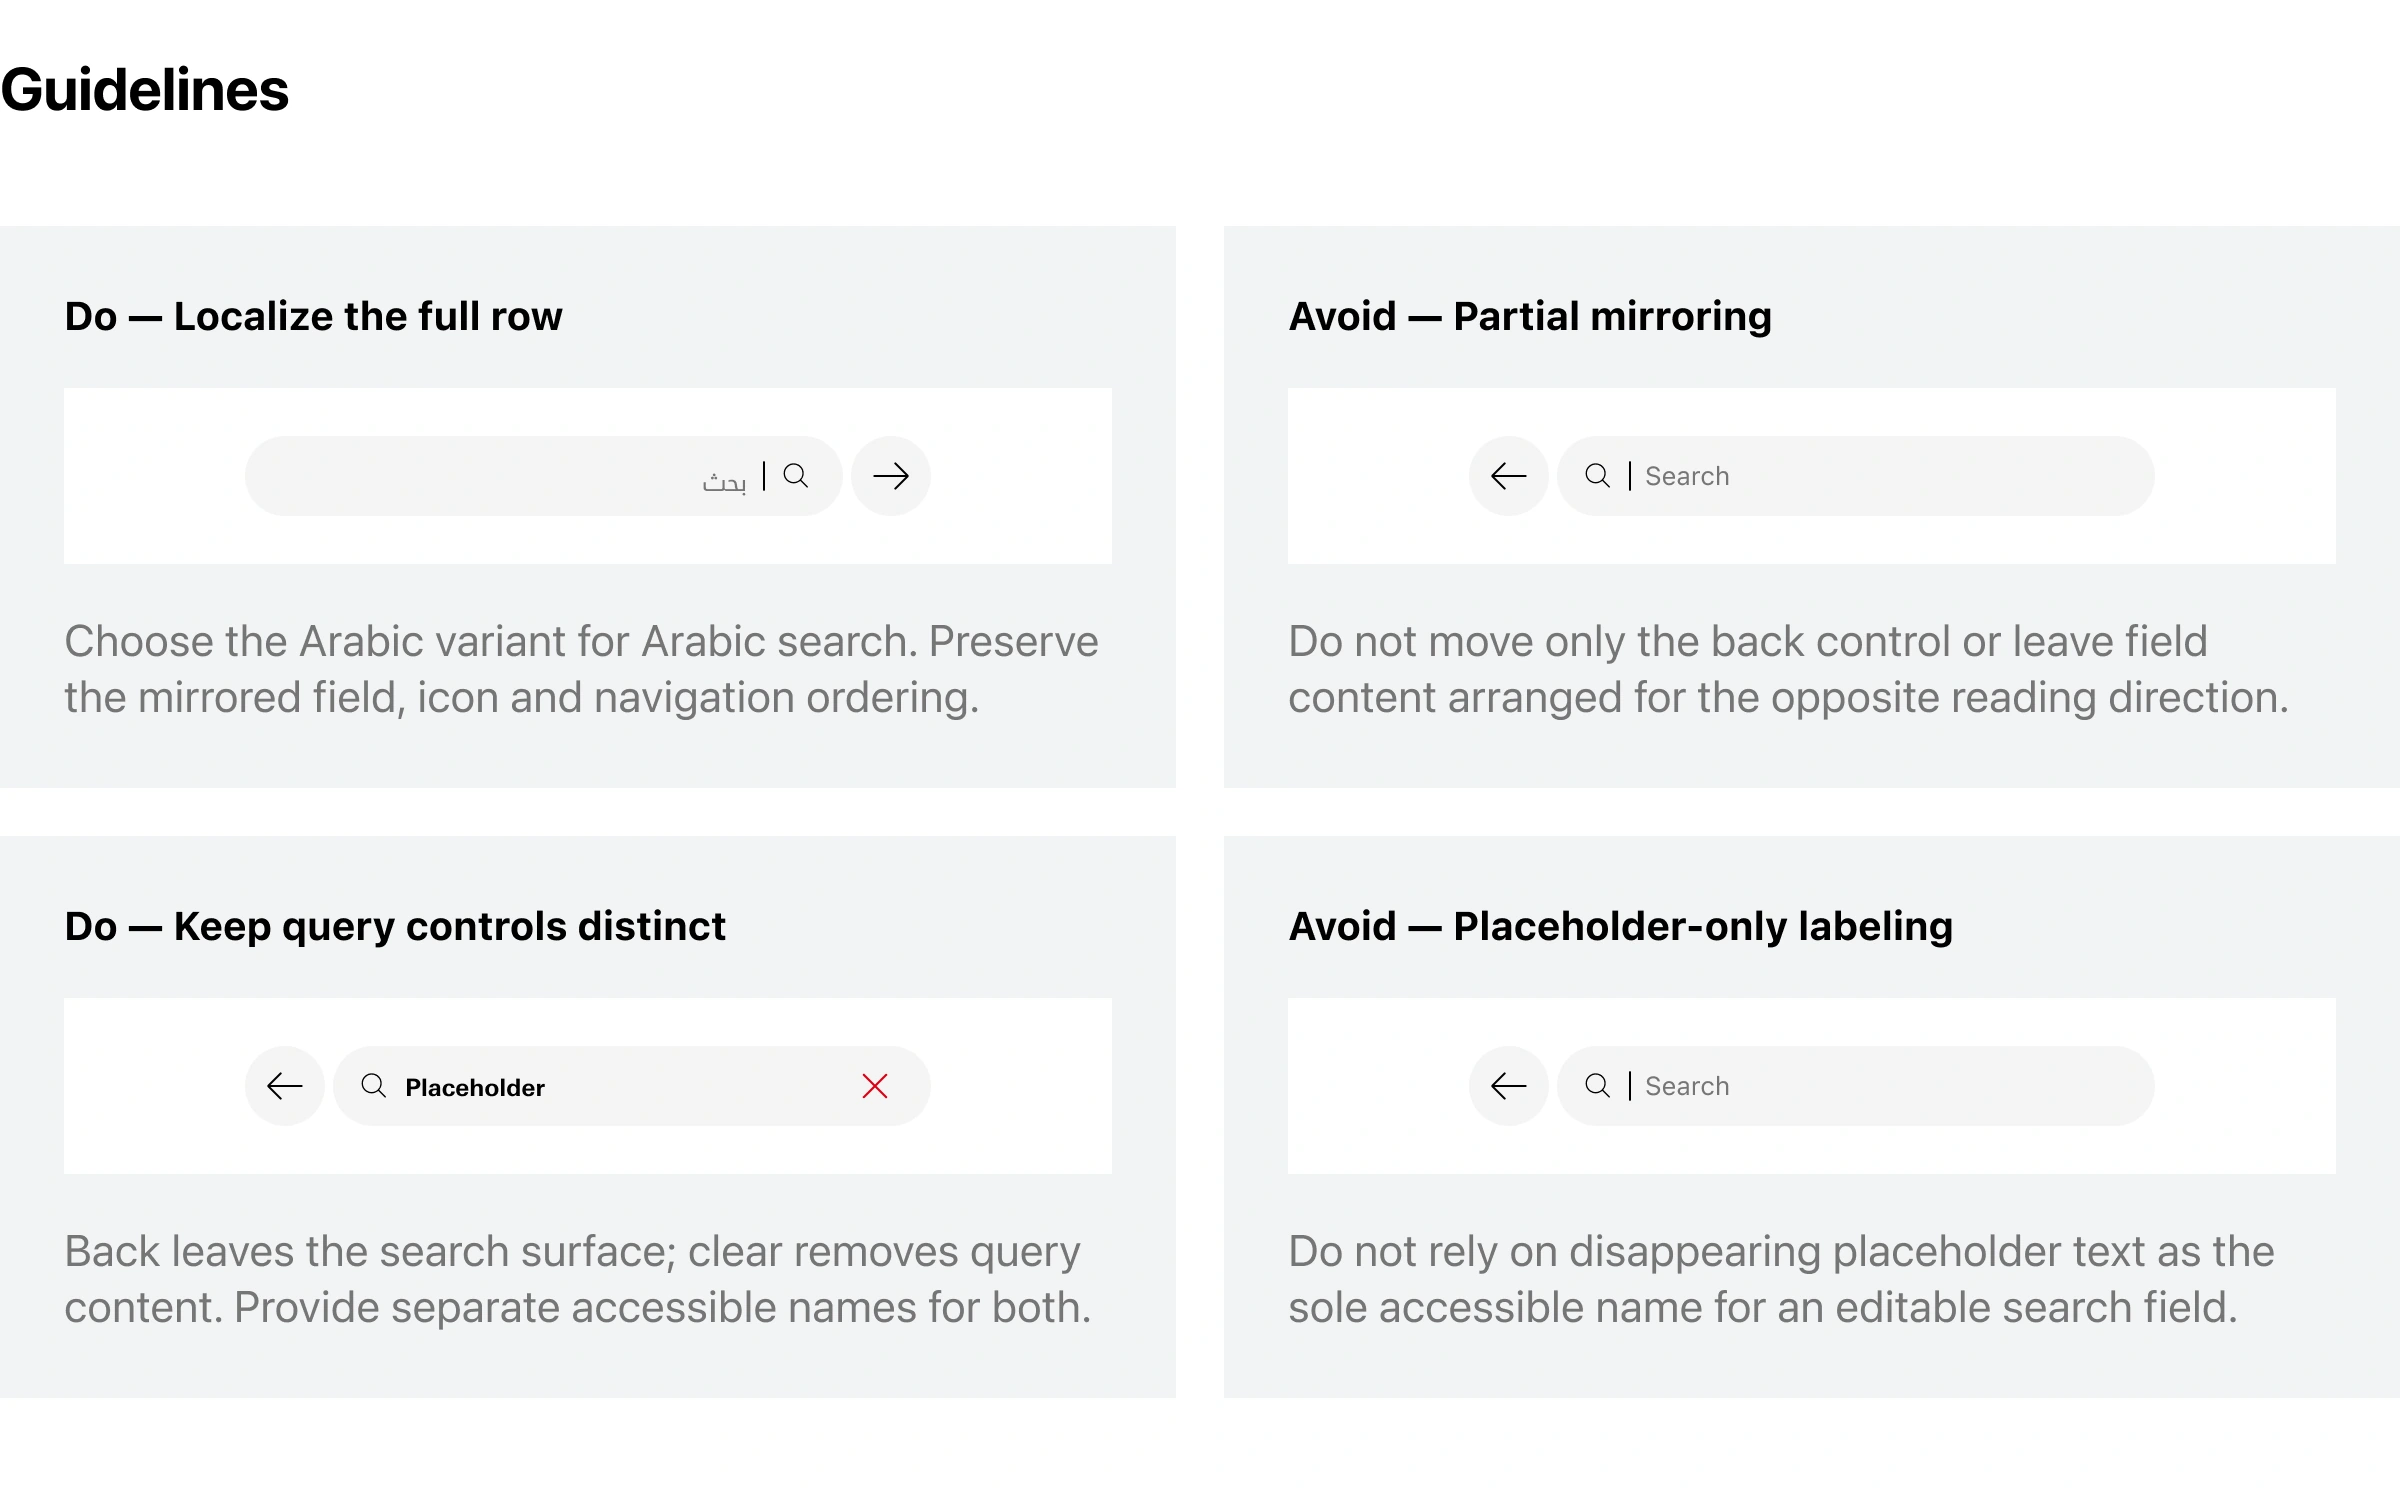 Guidelines
Do — Localize the full row
بحث
Choose the Arabic variant for Arabic search. Preserve
the mirrored field, icon and navigation ordering.
Avoid — Partial mirroring
Search
Do not move only the back control or leave field
content arranged for the opposite reading direction.
Do — Keep query controls distinct
Placeholder
Back leaves the search surface; clear removes query
content. Provide separate accessible names for both.
Avoid — Placeholder-only labeling
Search
Do not rely on disappearing placeholder text as the
sole accessible name for an editable search field.